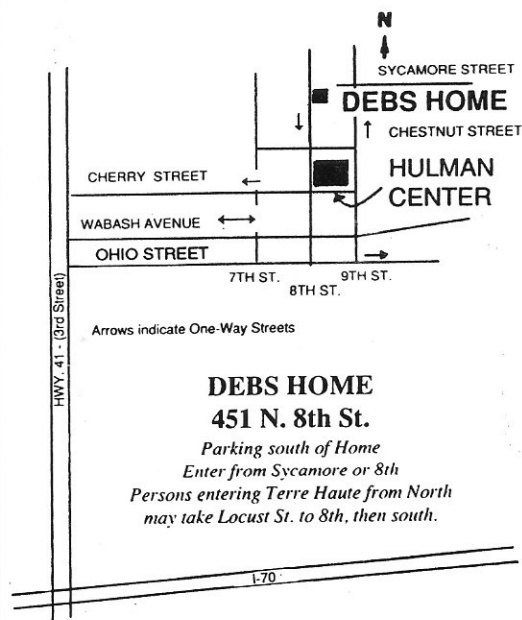 N
SYCAMORE STREET
DEBS HOME
CHESTNUT STREET
CHERRY STREET
HULMAN
CENTER
WABASH AVENUE
OHIO STREET
7TH ST.
9TH ST.
8TH ST.
HWY. 41 - (3rd Street)
Arrows indicate One-Way Streets
DEBS HOME
451 N. 8th St.
Parking south of Home
Enter from Sycamore or 8th
Persons entering Terre Haute from North
may take Locust St. to 8th, then south.
I-70